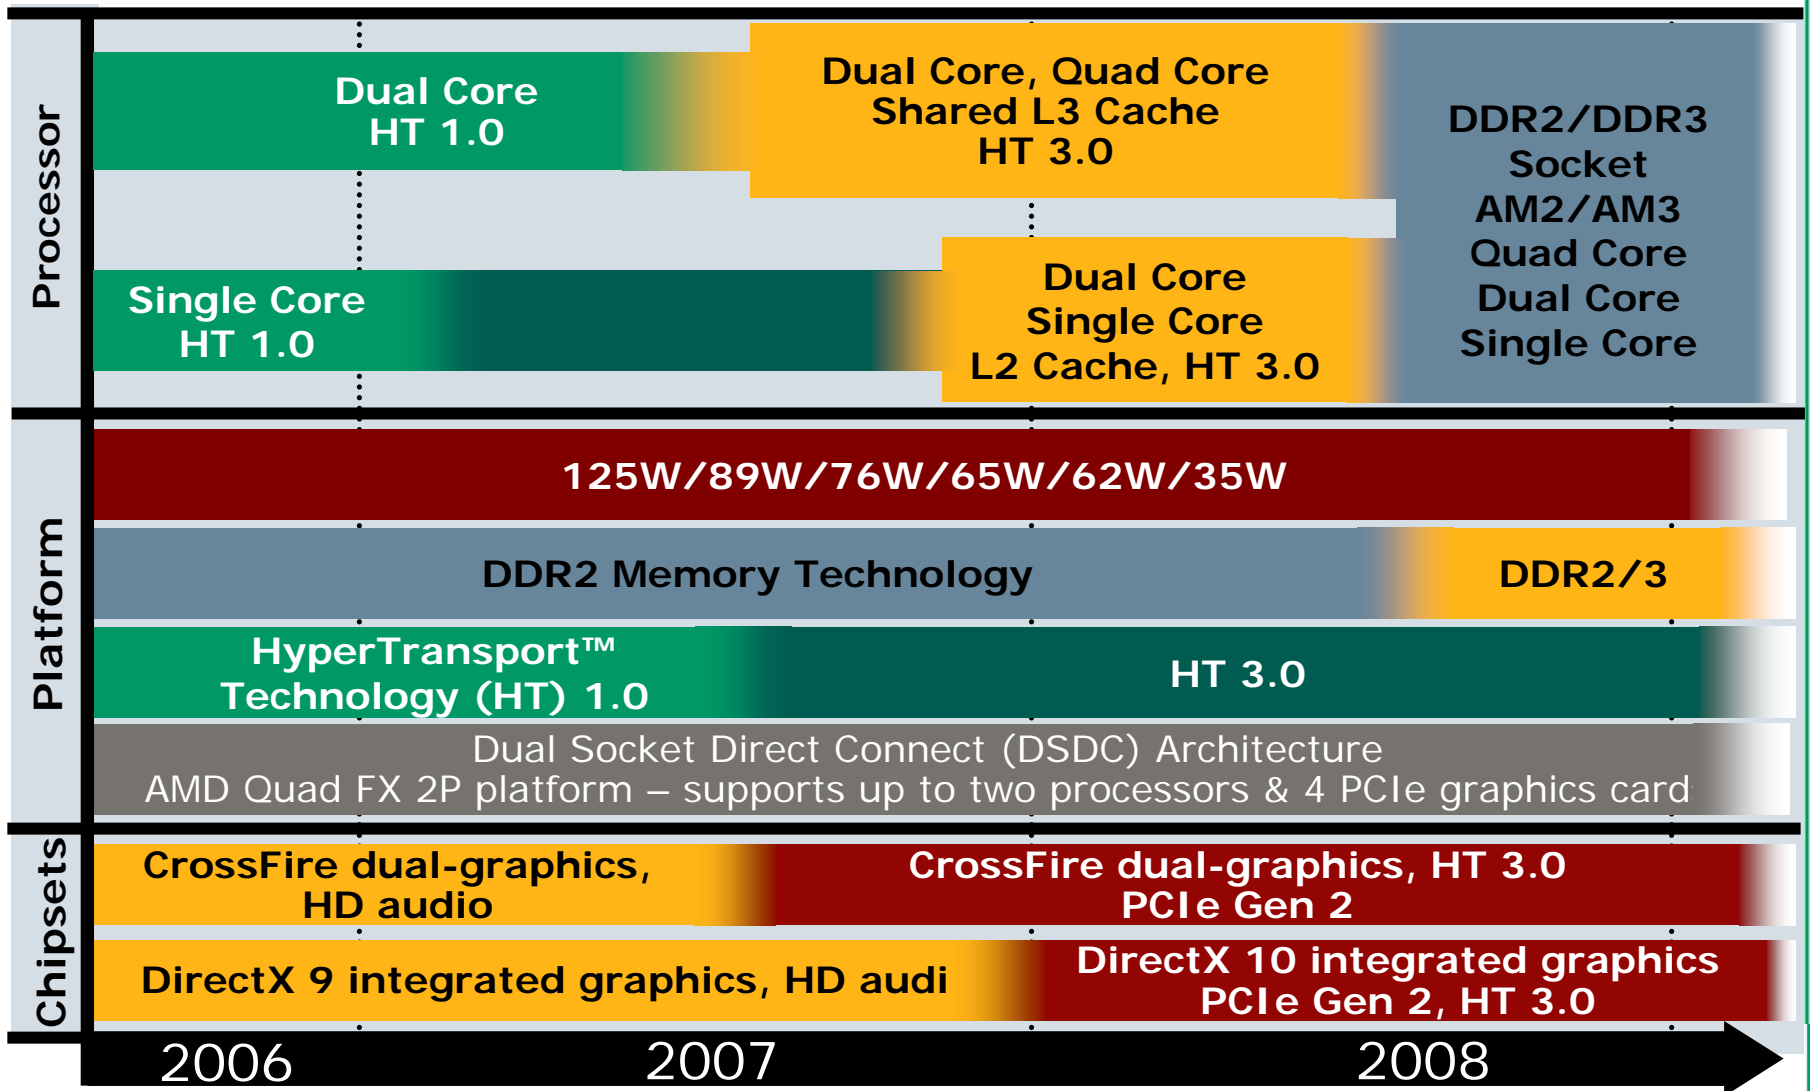 Processor
Dual Core
HT 1.0
Dual Core, Quad Core
Shared L3 Cache
HT 3.0
DDR2/DDR3
Socket
AM2/AM3
Quad Core
Dual Core
Single Core
Single Core
HT 1.0
Dual Core
Single Core
L2 Cache, HT 3.0
Platform
125W/89W/76W/65W/62W/35W
DDR2 Memory Technology
DDR2/3
HyperTransport™
Technology (HT) 1.0
HT 3.0
Dual Socket Direct Connect (DSDC) Architecture
AMD Quad FX 2P platform – supports up to two processors & 4 PCIe graphics card
Chipsets
CrossFire dual-graphics,
HD audio
CrossFire dual-graphics, HT 3.0
PCIe Gen 2
DirectX 9 integrated graphics, HD audi
DirectX 10 integrated graphics
PCIe Gen 2, HT 3.0
2006
2007
2008